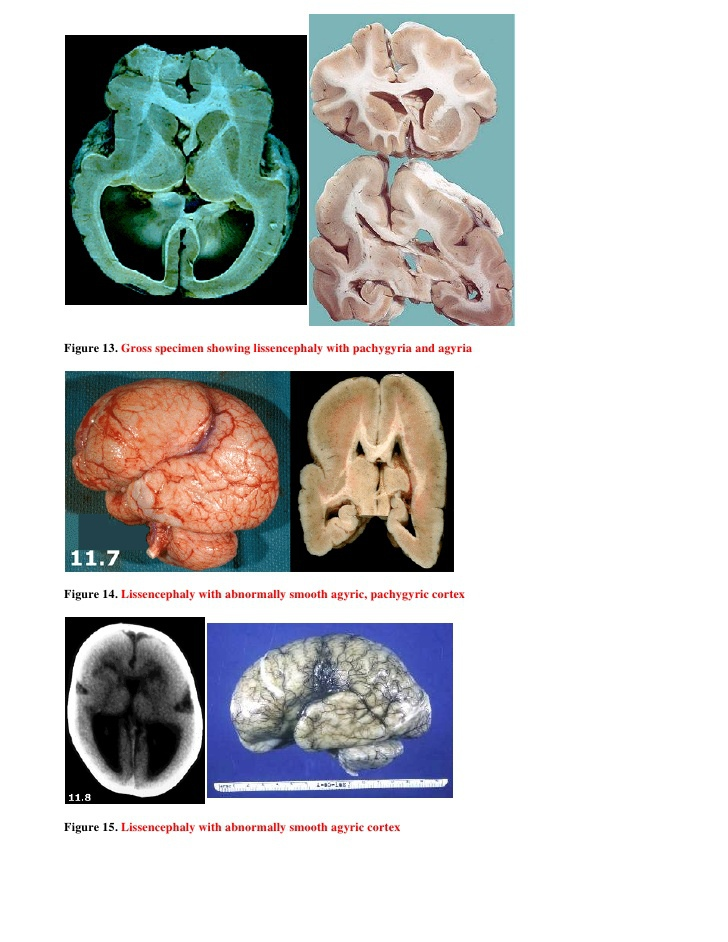 Figure 13. Gross specimen showing lissencephaly with pachygyria and agyria
11.7
Figure 14. Lissencephaly with abnormally smooth agyric, pachygyric cortex
11.8
Figure 15. Lissencephaly with abnormally smooth agyric cortex